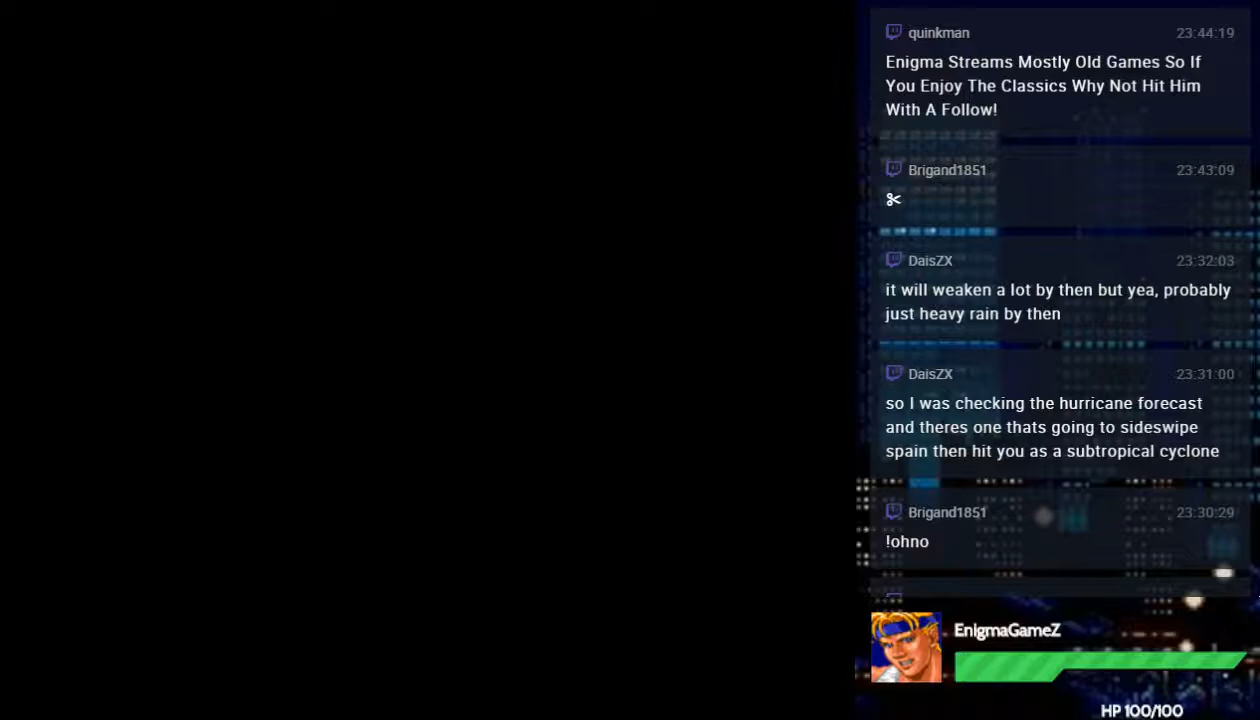 quinkman 23:44:19
Enigma Streams Mostly Old Games So If
You Enjoy The Classics Why Not Hit Him
With A Follow!
Brigand1851 23:43:09
DaisZX 23:32:03
it will weaken a lot by then but yea, probably
just heavy rain by then
DaisZX 23:31:00
so I was checking the hurricane forecast
and theres one thats going to sideswipe
spain then hit you as a subtropical cyclone
Brigand1851 23:30:29
!ohno
EnigmaGameZ
HP 100/100